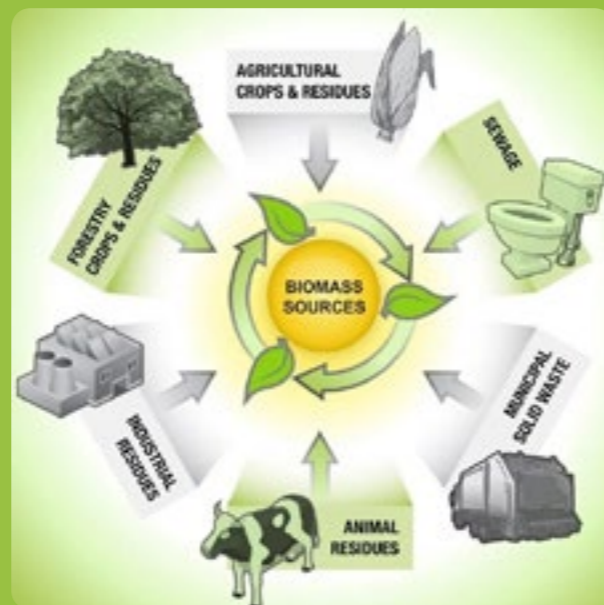 AGRICULTURAL
CROPS & RESIDUES
SEWAGE
FORESTRY
CROPS & RESIDUES
BIOMASS
SOURCES
INDUSTRIAL
RESIDUES
MUNICIPAL
SOLID WASTE
ANIMAL
RESIDUES